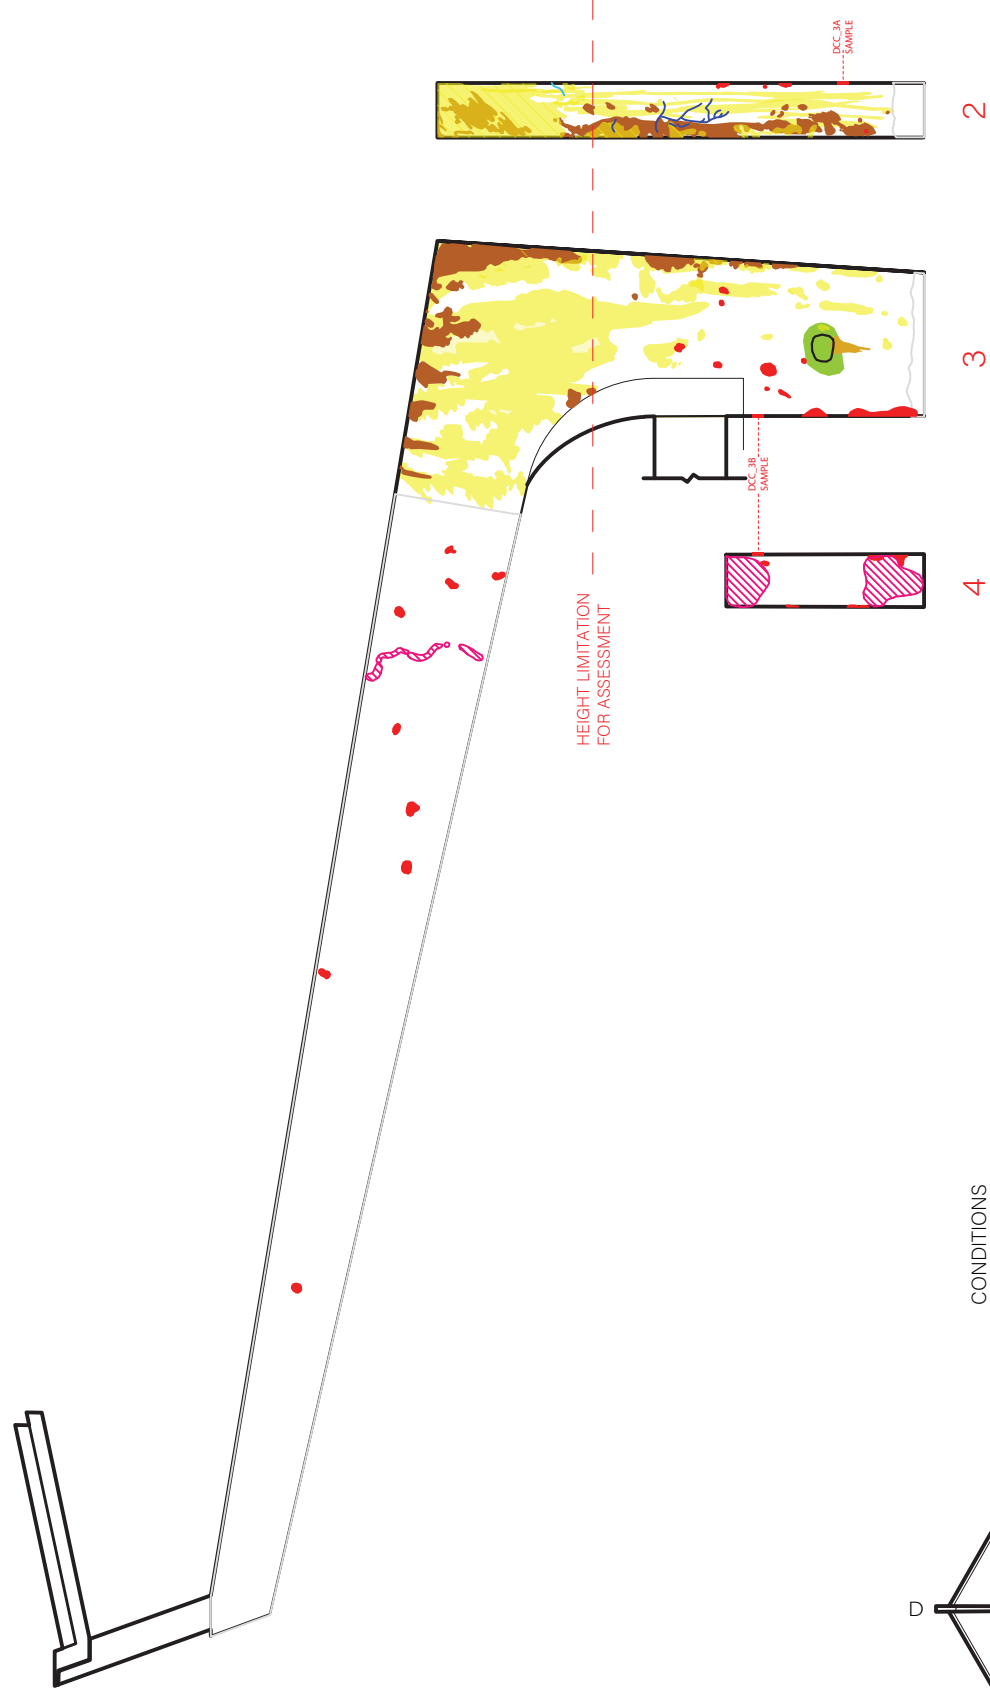 DCC_3A
SAMPLE
2
3
DCC_3B
SAMPLE
4
HEIGHT LIMITATION
FOR ASSESSMENT
CONDITIONS
D